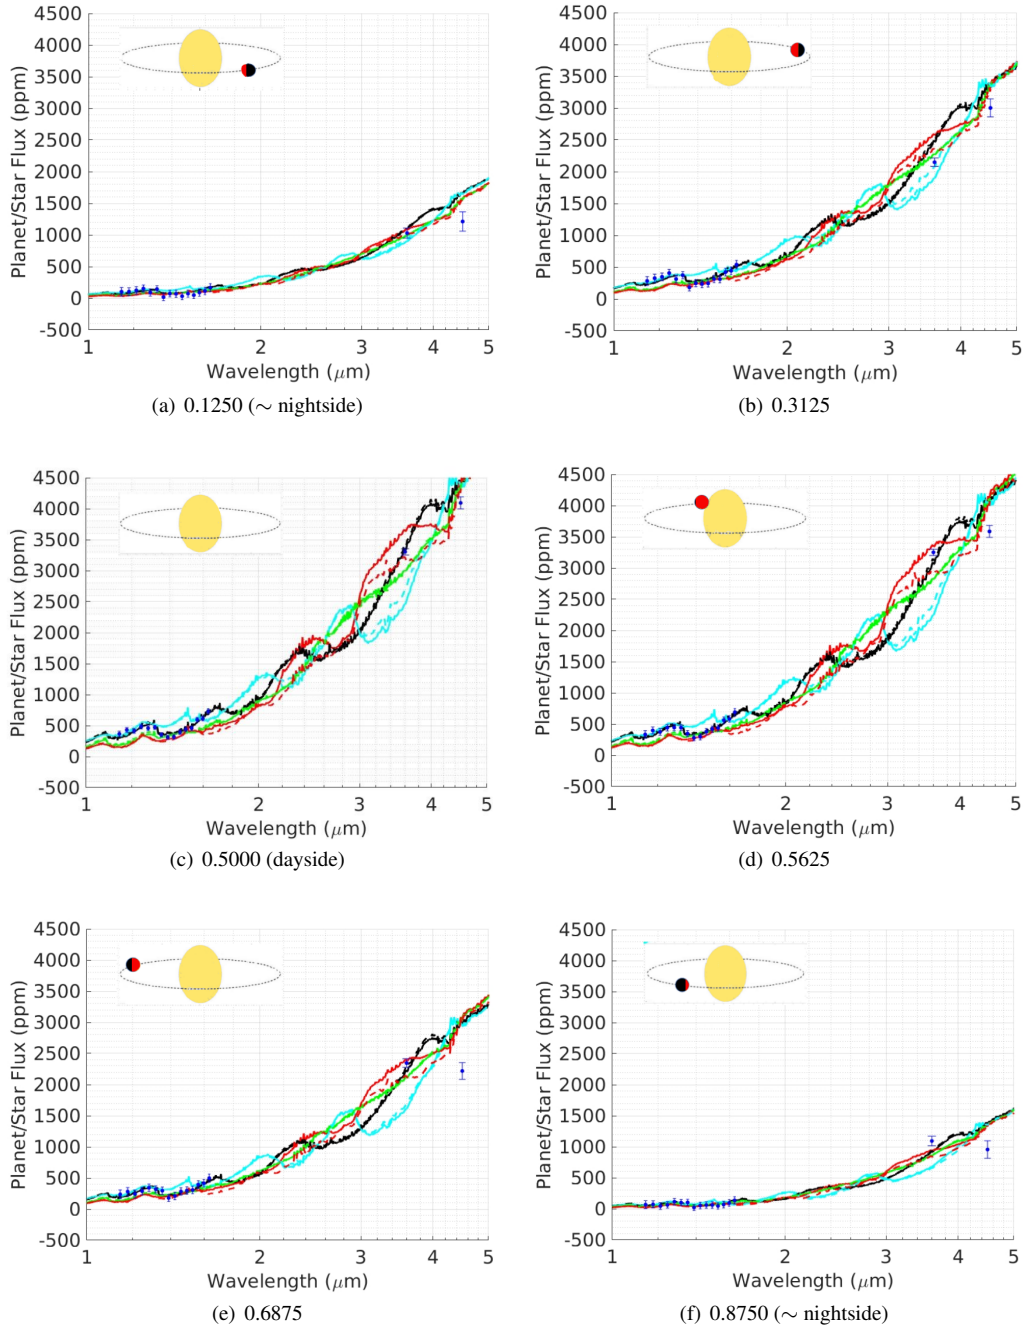 4500
4000
3500
3000
2500
2000
1500
1000
500
0
-500
Planet/Star Flux (ppm)
1 2 3 4 5
Wavelength (μm)
(a) 0.1250 (∼ nightside)
4500
4000
3500
3000
2500
2000
1500
1000
500
0
-500
Planet/Star Flux (ppm)
1 2 3 4 5
Wavelength (μm)
(b) 0.3125
4500
4000
3500
3000
2500
2000
1500
1000
500
0
-500
Planet/Star Flux (ppm)
1 2 3 4 5
Wavelength (μm)
(c) 0.5000 (dayside)
4500
4000
3500
3000
2500
2000
1500
1000
500
0
-500
Planet/Star Flux (ppm)
1 2 3 4 5
Wavelength (μm)
(d) 0.5625
4500
4000
3500
3000
2500
2000
1500
1000
500
0
-500
Planet/Star Flux (ppm)
1 2 3 4 5
Wavelength (μm)
(e) 0.6875
4500
4000
3500
3000
2500
2000
1500
1000
500
0
-500
Planet/Star Flux (ppm)
1 2 3 4 5
Wavelength (μm)
(f) 0.8750 (∼ nightside)